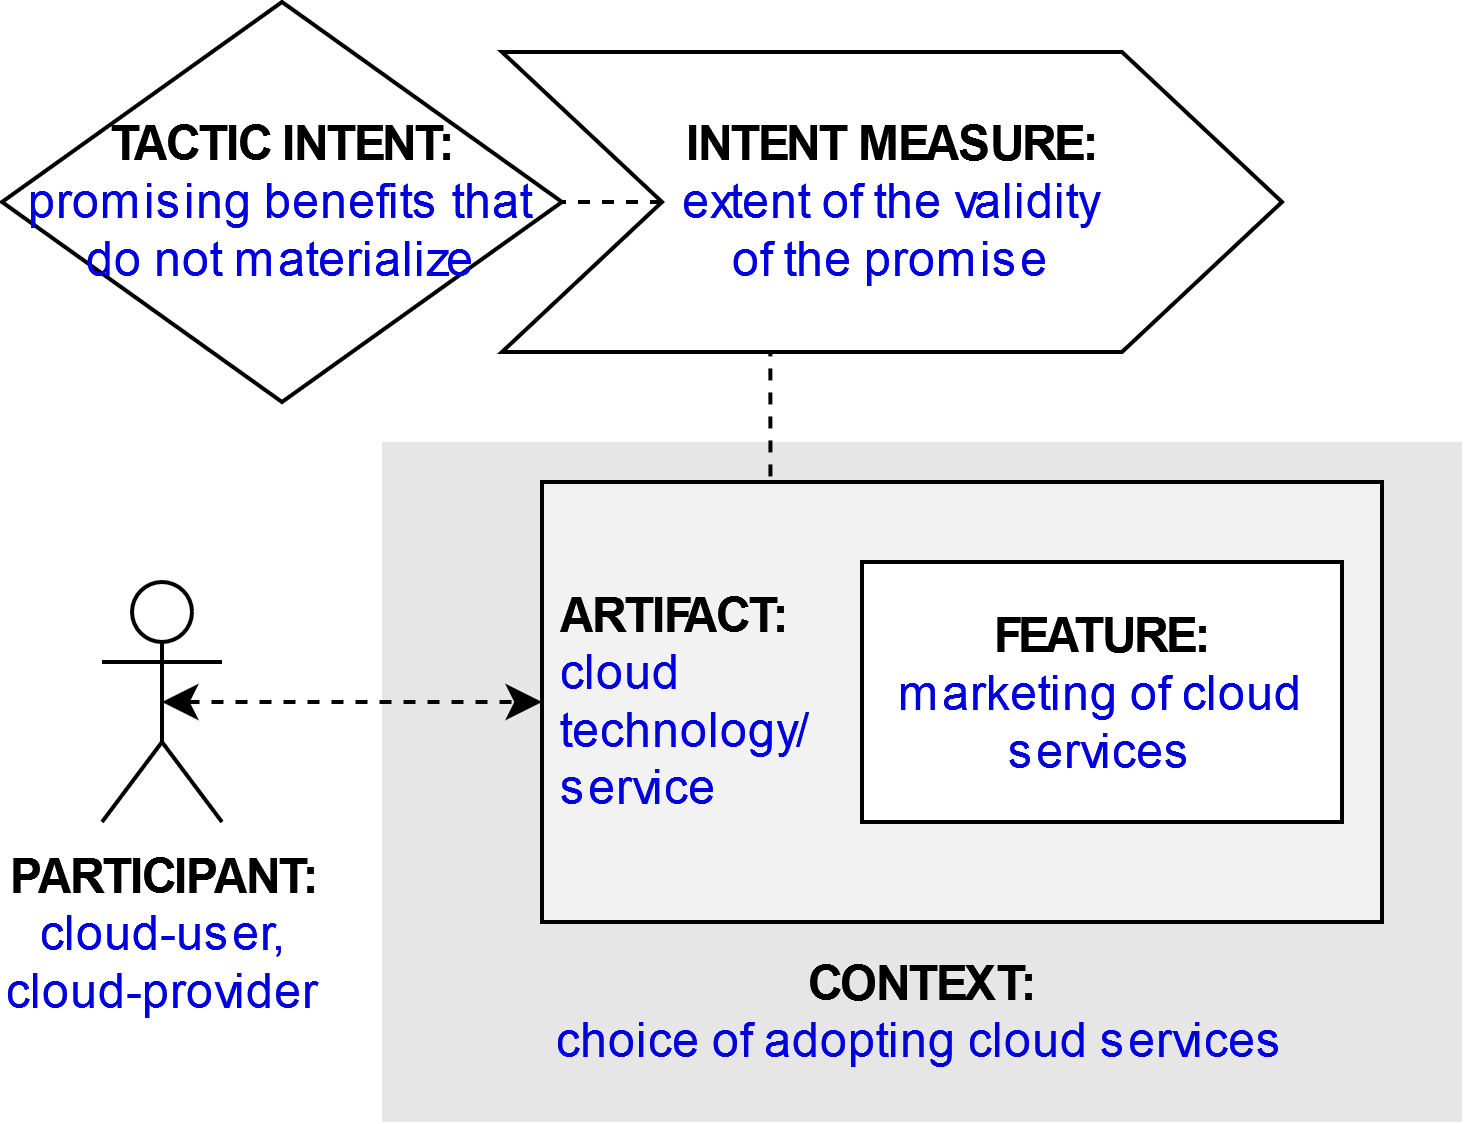 TACTIC INTENT:
promising benefits that
do not materialize
INTENT MEASURE:
extent of the validity
of the promise
ARTIFACT:
cloud
technology/
service
FEATURE:
marketing of cloud
services
PARTICIPANT:
cloud-user,
cloud-provider
CONTEXT:
choice of adopting cloud services